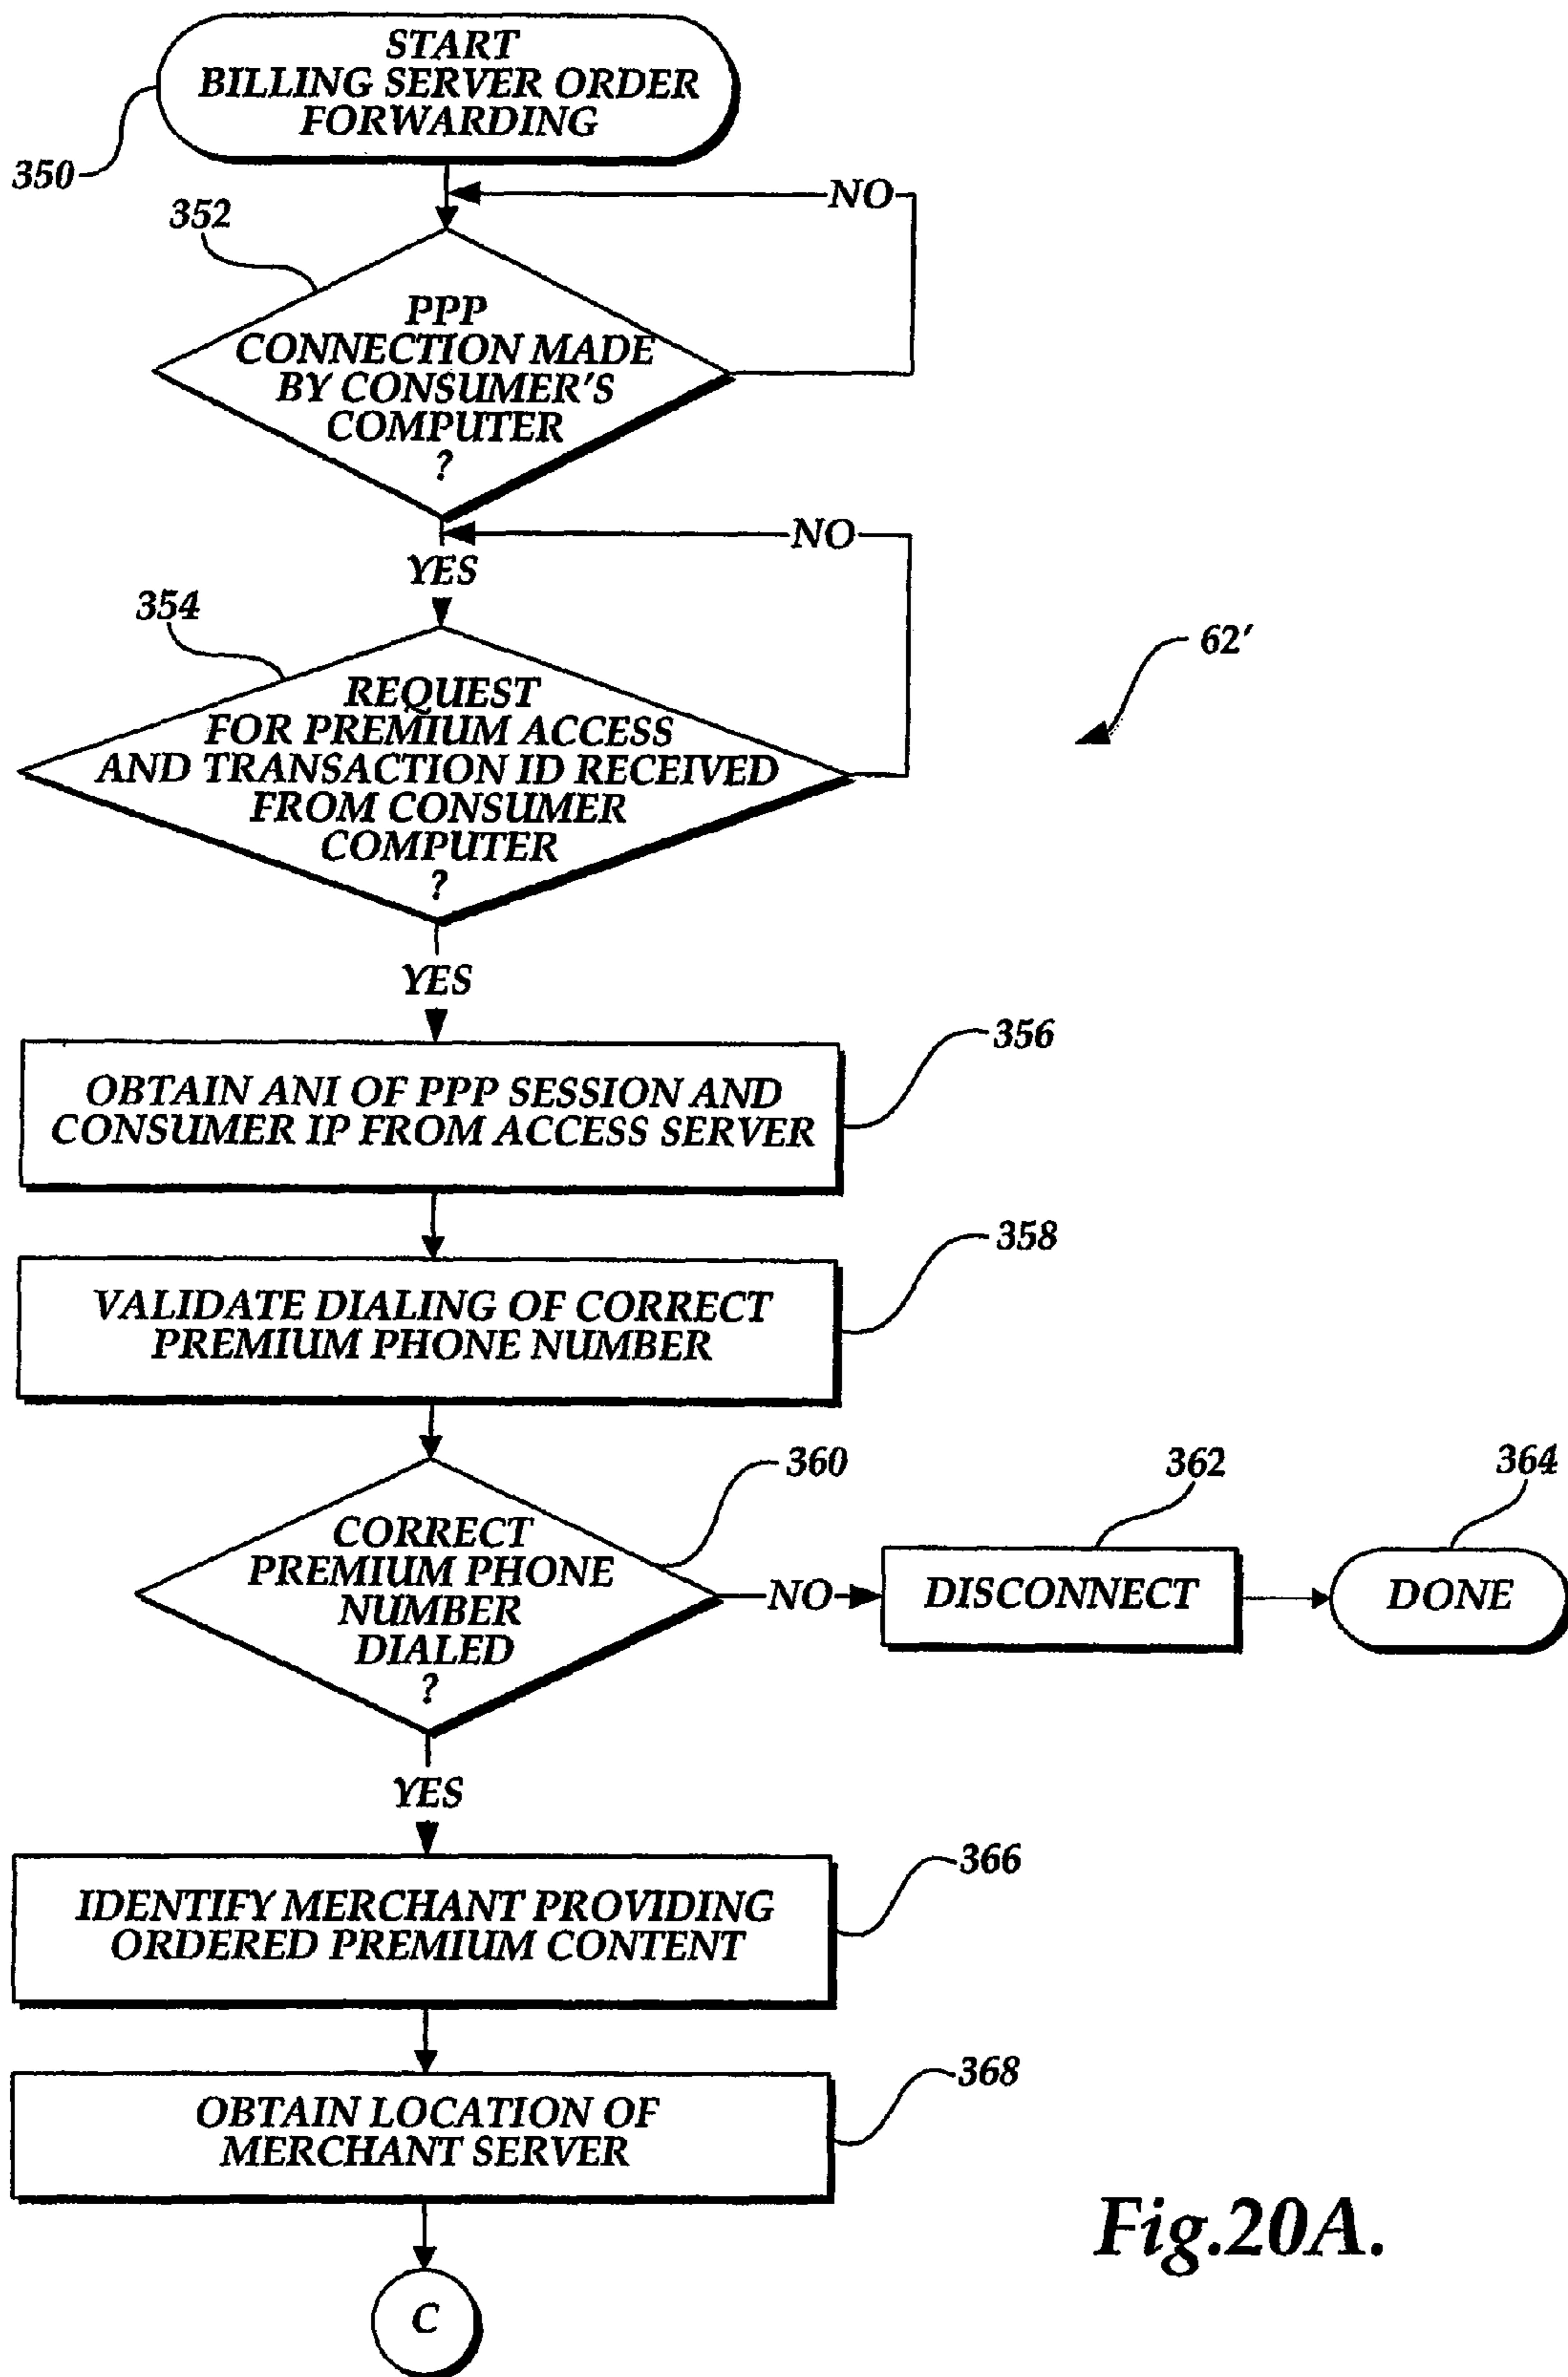 START
BILLING SERVER ORDER
FORWARDING
350
NO
352
PPP
CONNECTION MADE
BY CONSUMER'S
COMPUTER
?
NO
YES
354
62'
REQUEST
FOR PREMIUM ACCESS
AND TRANSACTION ID RECEIVED
FROM CONSUMER
COMPUTER
?
YES
356
OBTAIN ANI OF PPP SESSION AND
CONSUMER IP FROM ACCESS SERVER
358
VALIDATE DIALING OF CORRECT
PREMIUM PHONE NUMBER
360
362
364
CORRECT
PREMIUM PHONE
NUMBER
DIALED
?
NO
DISCONNECT
DONE
YES
366
IDENTIFY MERCHANT PROVIDING
ORDERED PREMIUM CONTENT
368
OBTAIN LOCATION OF
MERCHANT SERVER
Fig.20A.
C